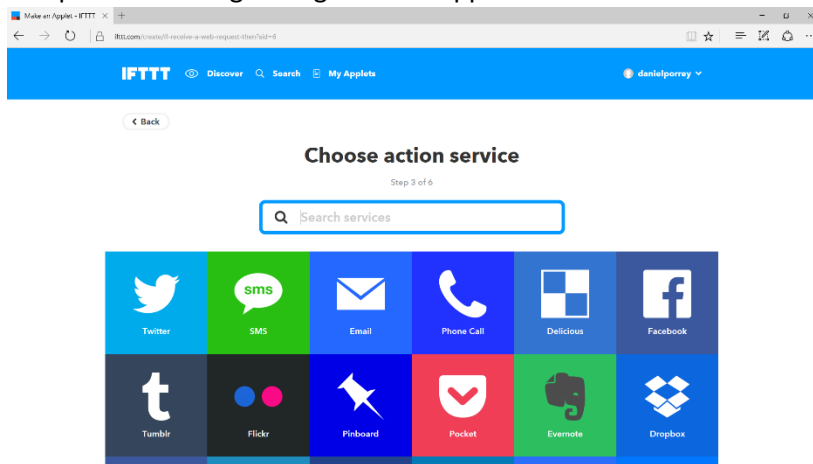 Make an Applet - IFTTT
ifttt.com/create/if-receive-a-web-request-then?sid=6
IFTTT Discover Search My Applets danielporrey
Back
Choose action service
Step 3 of 6
Search services
sms
Twitter SMS Email Phone Call Delicious Facebook
Tumblr Flickr Pinboard Pocket Evernote Dropbox